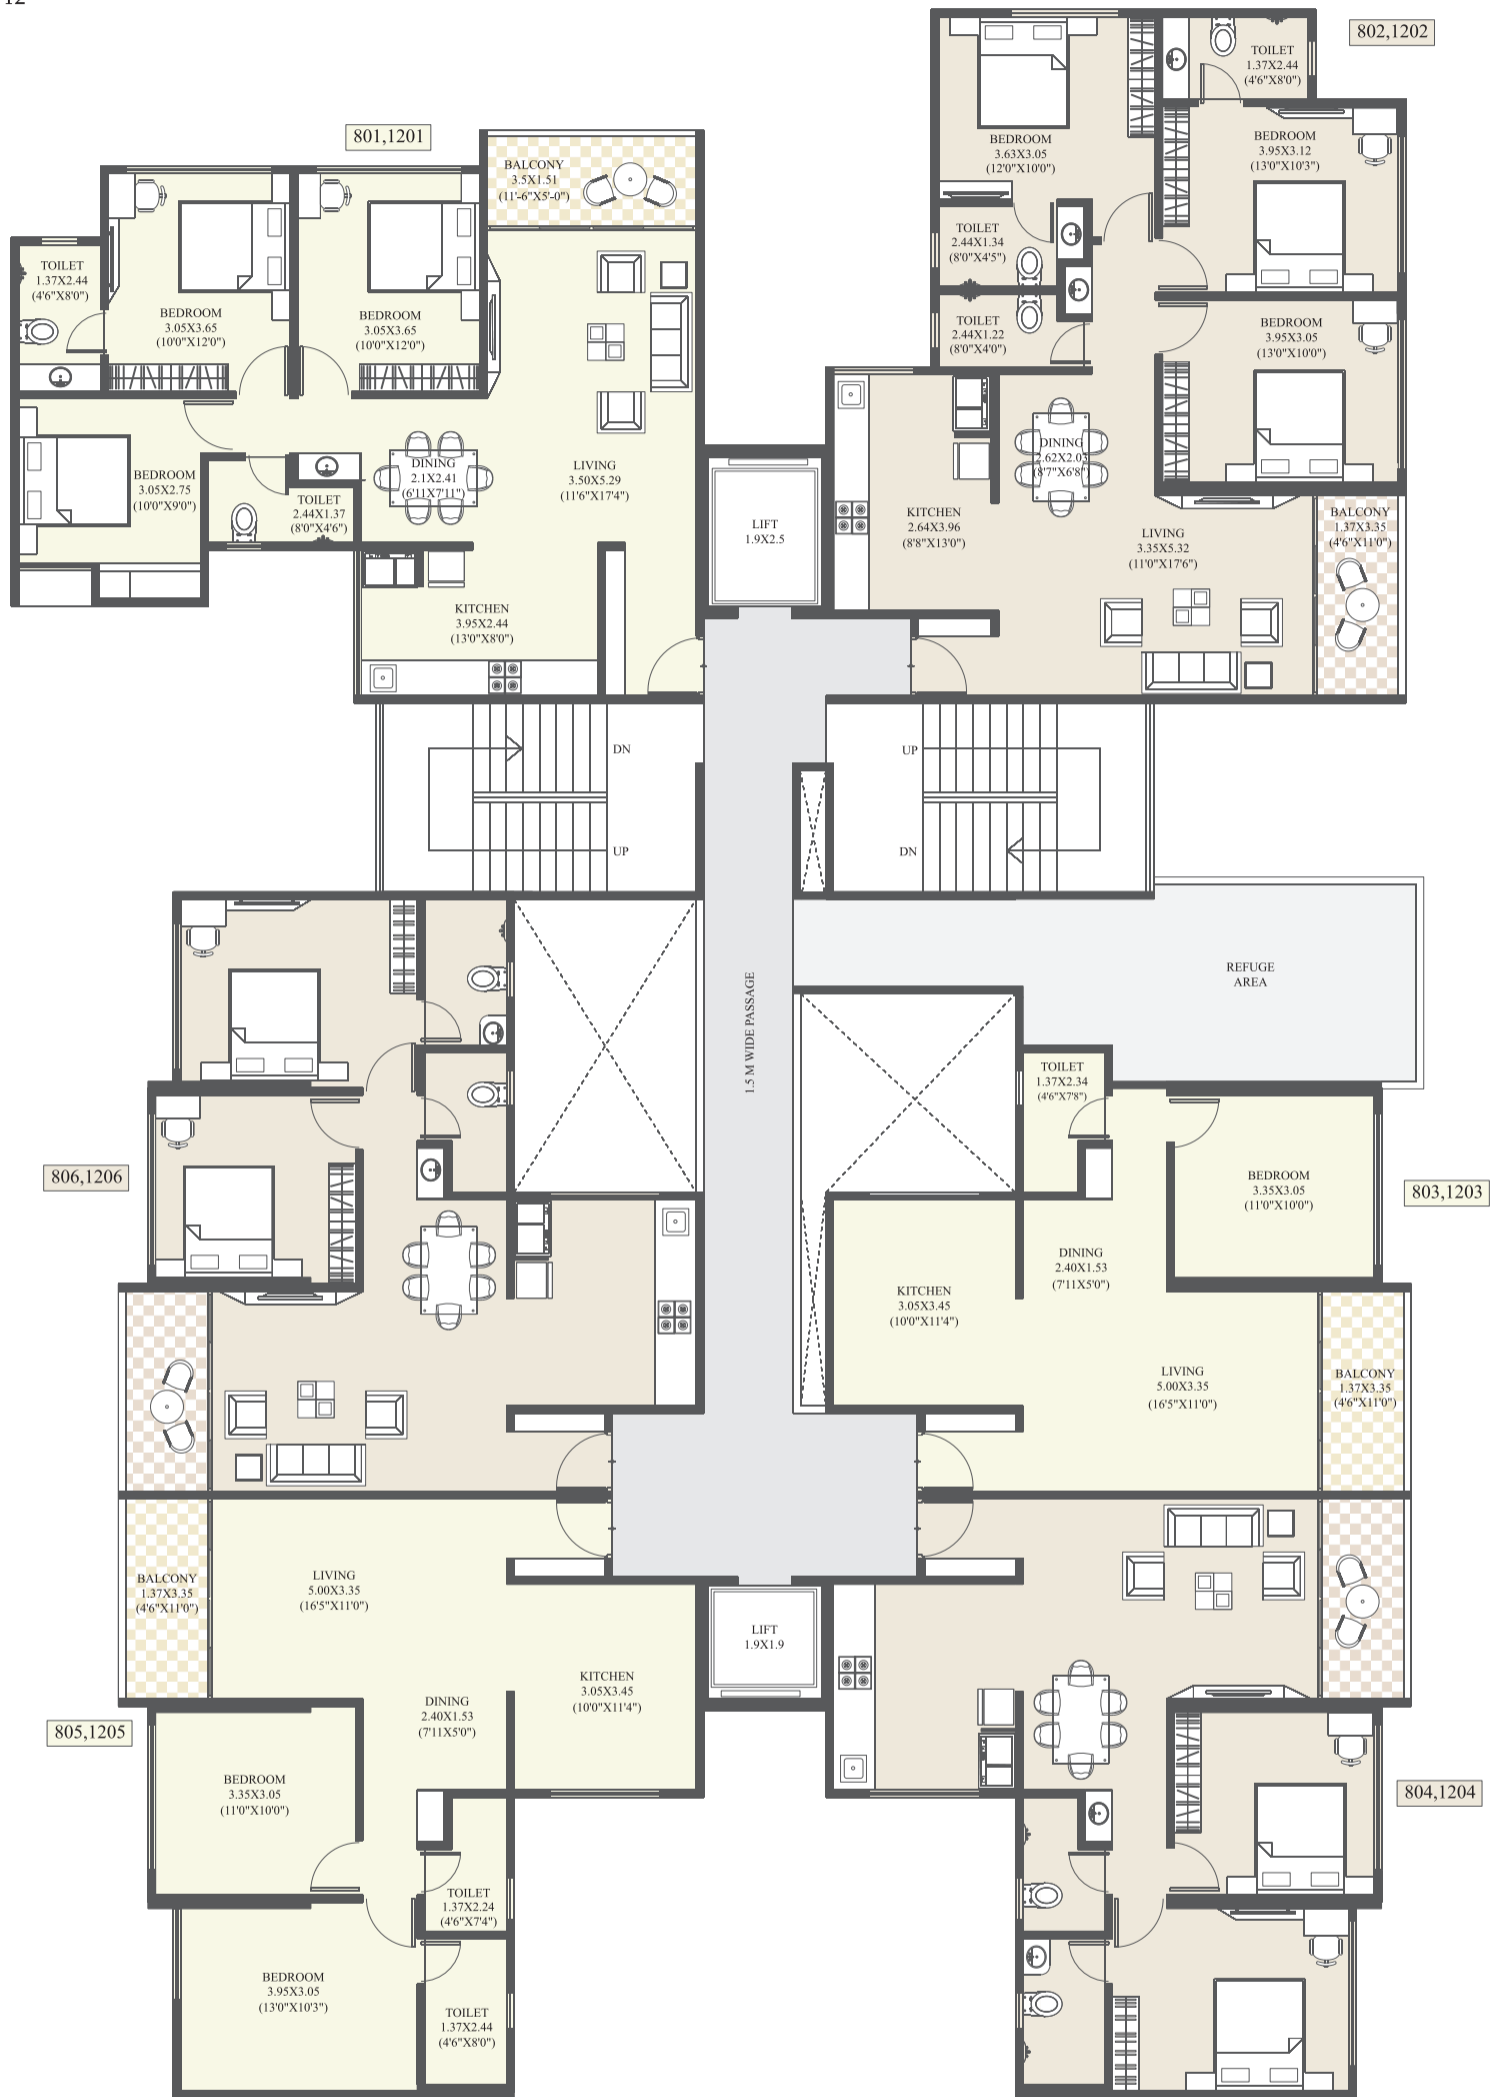 12
802,1202
TOILET
1.37X2.44
(4'6"X8'0")
BEDROOM
3.63X3.05
(12'0"X10'0")
BEDROOM
3.95X3.12
(13'0"X10'3")
801,1201
BALCONY
3.5X1.51
(11'-6"X5'-0")
TOILET
2.44X1.34
(8'0"X4'5")
TOILET
1.37X2.44
(4'6"X8'0")
BEDROOM
3.05X3.65
(10'0"X12'0")
BEDROOM
3.05X3.65
(10'0"X12'0")
TOILET
2.44X1.22
(8'0"X4'0")
BEDROOM
3.95X3.05
(13'0"X10'0")
BEDROOM
3.05X2.75
(10'0"X9'0")
TOILET
2.44X1.37
(8'0"X4'6")
DINING
2.1X2.41
(6'11X7'11")
LIVING
3.50X5.29
(11'6"X17'4")
KITCHEN
3.95X2.44
(13'0"X8'0")
LIFT
1.9X2.5
DINING
2.62X2.03
(8'7"X6'8")
KITCHEN
2.64X3.96
(8'8"X13'0")
LIVING
3.35X5.32
(11'0"X17'6")
BALCONY
1.37X3.35
(4'6"X11'0")
DN
UP
UP
DN
1.5 M WIDE PASSAGE
REFUGE
AREA
TOILET
1.37X2.34
(4'6"X7'8")
BEDROOM
3.35X3.05
(11'0"X10'0")
803,1203
806,1206
DINING
2.40X1.53
(7'11X5'0")
KITCHEN
3.05X3.45
(10'0"X11'4")
LIVING
5.00X3.35
(16'5"X11'0")
BALCONY
1.37X3.35
(4'6"X11'0")
BALCONY
1.37X3.35
(4'6"X11'0")
LIVING
5.00X3.35
(16'5"X11'0")
LIFT
1.9X1.9
KITCHEN
3.05X3.45
(10'0"X11'4")
DINING
2.40X1.53
(7'11X5'0")
805,1205
BEDROOM
3.35X3.05
(11'0"X10'0")
804,1204
TOILET
1.37X2.24
(4'6"X7'4")
BEDROOM
3.95X3.05
(13'0"X10'3")
TOILET
1.37X2.44
(4'6"X8'0")